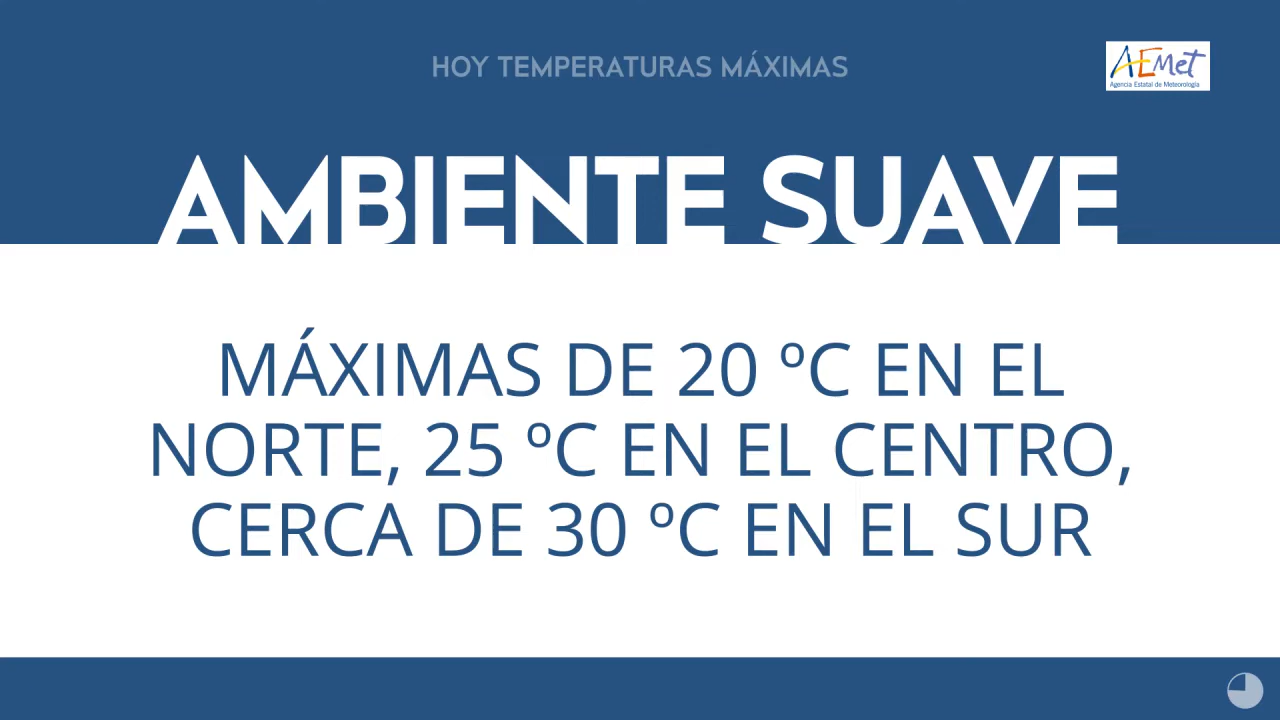 HOY TEMPERATURAS MÁXIMAS
AEMet
Agencia Estatal de Meteorología
AMBIENTE SUAVE
MÁXIMAS DE 20 ºC EN EL
NORTE, 25 ºC EN EL CENTRO,
CERCA DE 30 ºC EN EL SUR